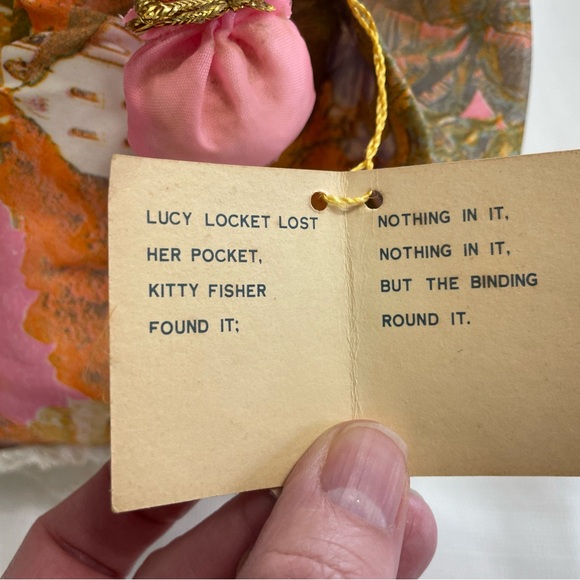 LUCY LOCKET LOST
HER POCKET,
KITTY FISHER
FOUND IT;
NOTHING IN IT,
NOTHING IN IT,
BUT THE BINDING
ROUND IT.